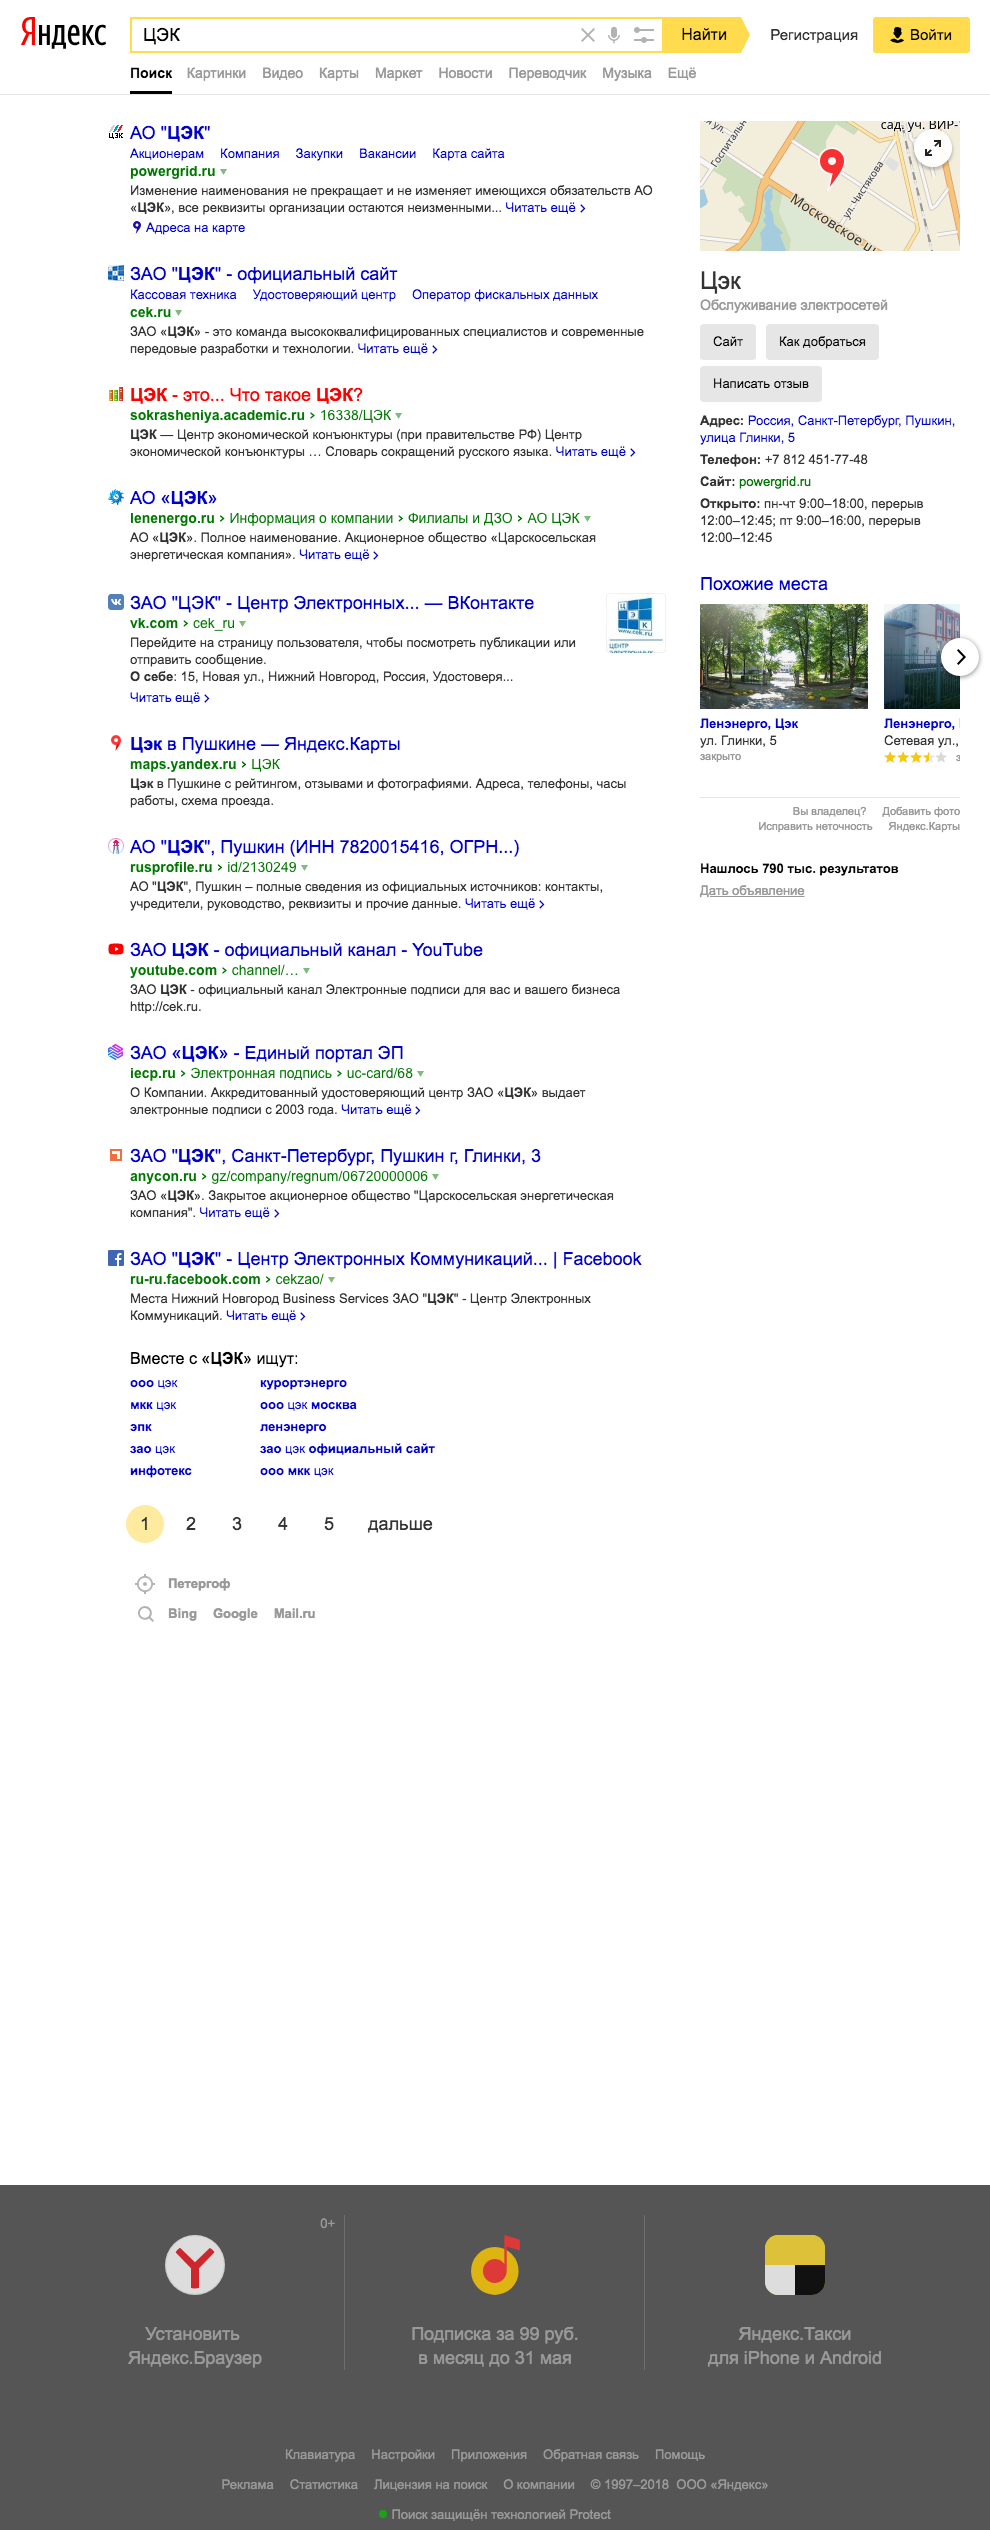 Яндекс
ЦЭК
Найти
Регистрация
Войти
Поиск Картинки Видео Карты Маркет Новости Переводчик Музыка Ещё
АО "ЦЭК"
Акционерам Компания Закупки Вакансии Карта сайта
powergrid.ru
Изменение наименования не прекращает и не изменяет имеющихся обязательств АО
«ЦЭК», все реквизиты организации остаются неизменными... Читать ещё >
Адреса на карте
ЗАО "ЦЭК" - официальный сайт
Кассовая техника Удостоверяющий центр Оператор фискальных данных
cek.ru
ЗАО «ЦЭК» - это команда высококвалифицированных специалистов и современные
передовые разработки и технологии. Читать ещё >
ЦЭК - это... Что такое ЦЭК?
sokrasheniya.academic.ru > 16338/ЦЭК
ЦЭК — Центр экономической конъюнктуры (при правительстве РФ) Центр
экономической конъюнктуры … Словарь сокращений русского языка. Читать ещё >
АО «ЦЭК»
lenenergo.ru > Информация о компании > Филиалы и ДЗО > АО ЦЭК
АО «ЦЭК». Полное наименование. Акционерное общество «Царскосельская
энергетическая компания». Читать ещё >
ЗАО "ЦЭК" - Центр Электронных... — ВКонтакте
vk.com > cek_ru
Перейдите на страницу пользователя, чтобы посмотреть публикации или
отправить сообщение.
О себе: 15, Новая ул., Нижний Новгород, Россия, Удостоверя...
Читать ещё >
Ц Э К
www.cek.ru
ЦЕНТР
Цэк в Пушкине — Яндекс.Карты
maps.yandex.ru > ЦЭК
Цэк в Пушкине с рейтингом, отзывами и фотографиями. Адреса, телефоны, часы
работы, схема проезда.
АО "ЦЭК", Пушкин (ИНН 7820015416, ОГРН...)
rusprofile.ru > id/2130249
АО "ЦЭК", Пушкин – полные сведения из официальных источников: контакты,
учредители, руководство, реквизиты и прочие данные. Читать ещё >
ЗАО ЦЭК - официальный канал - YouTube
youtube.com > channel/…
ЗАО ЦЭК - официальный канал Электронные подписи для вас и вашего бизнеса
http://cek.ru.
ЗАО «ЦЭК» - Единый портал ЭП
iecp.ru > Электронная подпись > uc-card/68
О Компании. Аккредитованный удостоверяющий центр ЗАО «ЦЭК» выдает
электронные подписи с 2003 года. Читать ещё >
ЗАО "ЦЭК", Санкт-Петербург, Пушкин г, Глинки, 3
anycon.ru > gz/company/regnum/06720000006
ЗАО «ЦЭК». Закрытое акционерное общество "Царскосельская энергетическая
компания". Читать ещё >
ЗАО "ЦЭК" - Центр Электронных Коммуникаций... | Facebook
ru-ru.facebook.com > cekzao/
Места Нижний Новгород Business Services ЗАО "ЦЭК" - Центр Электронных
Коммуникаций. Читать ещё >
Вместе с «ЦЭК» ищут:
ооо цэк курортэнерго
мкк цэк ооо цэк москва
эпк ленэнерго
зао цэк зао цэк официальный сайт
инфотекс ооо мкк цэк
1 2 3 4 5 дальше
Петергоф
Bing Google Mail.ru
сад. уч. ВИР-
Госпитальн
ул. Чистякова
Московское ш
Цэк
Обслуживание электросетей
Сайт
Как добраться
Написать отзыв
Адрес: Россия, Санкт-Петербург, Пушкин,
улица Глинки, 5
Телефон: +7 812 451-77-48
Сайт: powergrid.ru
Открыто: пн-чт 9:00–18:00, перерыв
12:00–12:45; пт 9:00–16:00, перерыв
12:00–12:45
Похожие места
Ленэнерго, Цэк
ул. Глинки, 5
закрыто
Ленэнерго,
Сетевая ул.,
Вы владелец? Добавить фото
Исправить неточность Яндекс.Карты
Нашлось 790 тыс. результатов
Дать объявление
0+
Установить
Яндекс.Браузер
Подписка за 99 руб.
в месяц до 31 мая
Яндекс.Такси
для iPhone и Android
Клавиатура Настройки Приложения Обратная связь Помощь
Реклама Статистика Лицензия на поиск О компании © 1997–2018 ООО «Яндекс»
Поиск защищён технологией Protect